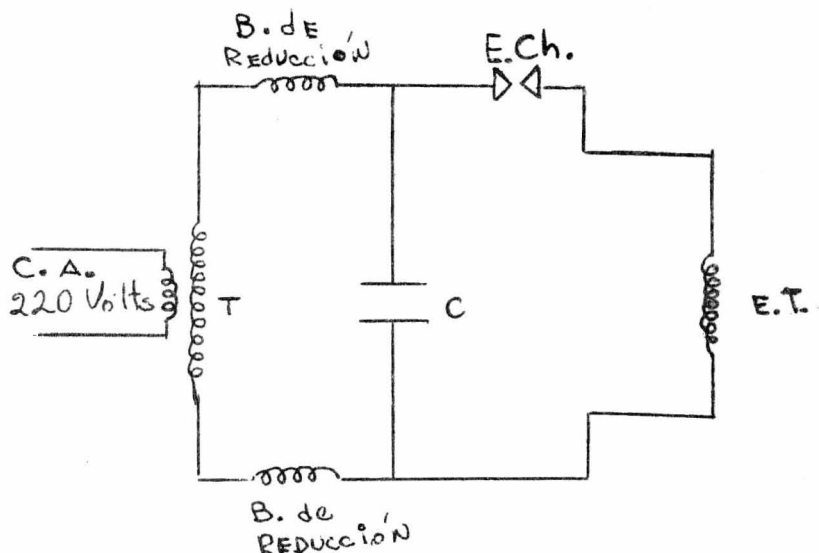 B. dE
REducción
E.Ch.
C. A.
220 Volts
T
C
E.T.
B. de
REDUCCIÓN